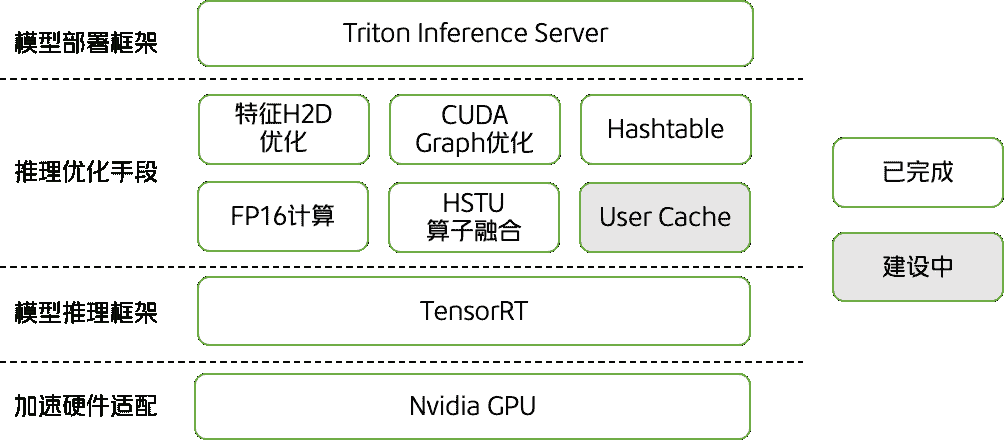 模型部署框架
Triton Inference Server
推理优化手段
特征H2D
优化
CUDA
Graph优化
Hashtable
FP16计算
HSTU
算子融合
User Cache
模型推理框架
TensorRT
加速硬件适配
Nvidia GPU
已完成
建设中